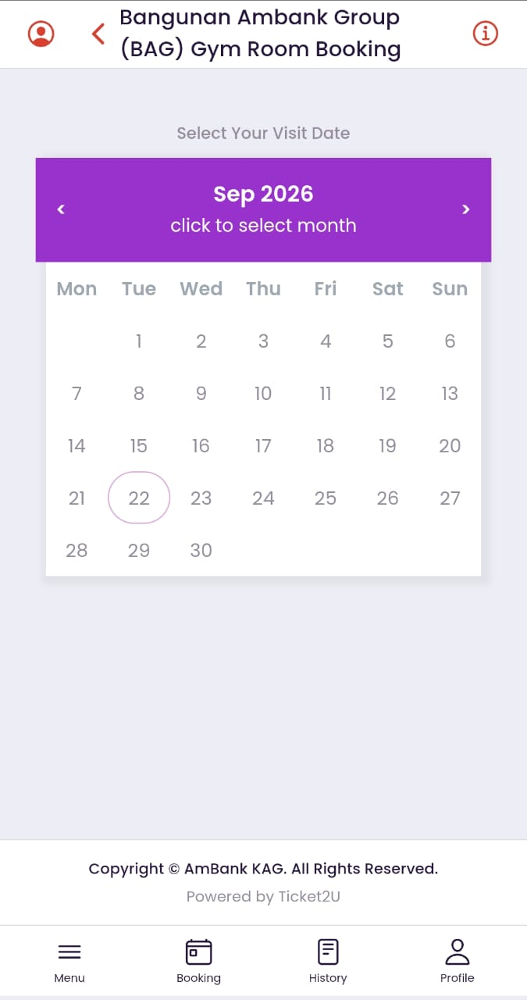 Bangunan Ambank Group
(BAG) Gym Room Booking
Select Your Visit Date
‹ Sep 2026 ›
click to select month
Mon Tue Wed Thu Fri Sat Sun
1 2 3 4 5 6
7 8 9 10 11 12 13
14 15 16 17 18 19 20
21 22 23 24 25 26 27
28 29 30
Copyright © AmBank KAG. All Rights Reserved.
Powered by Ticket2U
Menu Booking History Profile